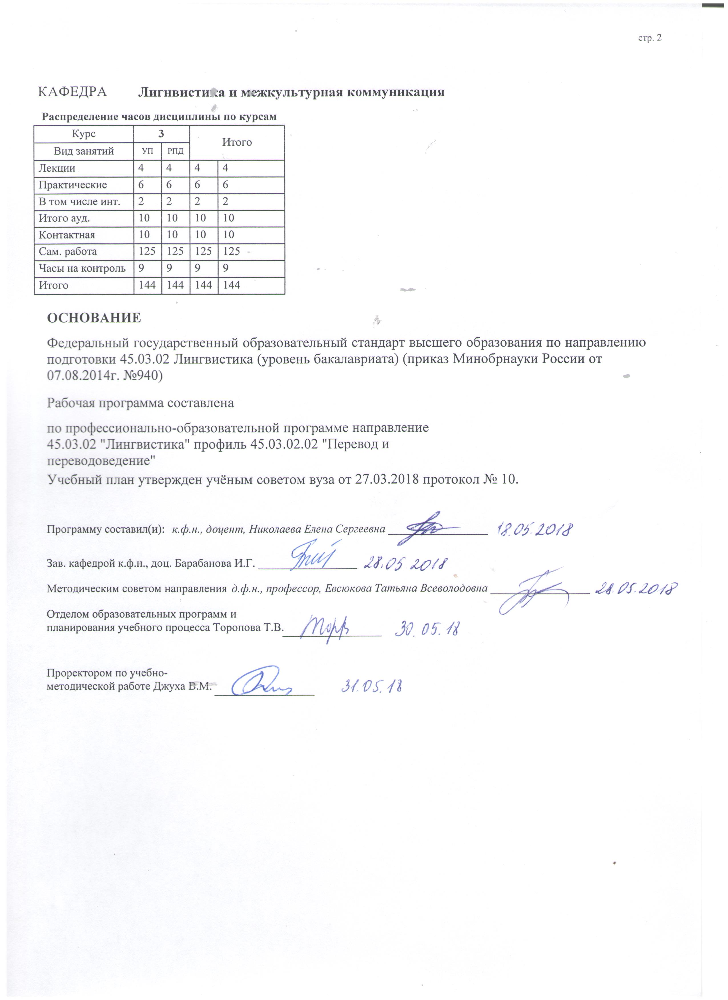 стр. 2
КАФЕДРА Лигнвистика и межкультурная коммуникация
Распределение часов дисциплины по курсам
Курс 3 Итого
Вид занятий УП РПД
Лекции 4 4 4 4
Практические 6 6 6 6
В том числе инт. 2 2 2 2
Итого ауд. 10 10 10 10
Контактная 10 10 10 10
Сам. работа 125 125 125 125
Часы на контроль 9 9 9 9
Итого 144 144 144 144
ОСНОВАНИЕ
Федеральный государственный образовательный стандарт высшего образования по направлению
подготовки 45.03.02 Лингвистика (уровень бакалавриата) (приказ Минобрнауки России от
07.08.2014г. №940)
Рабочая программа составлена
по профессионально-образовательной программе направление
45.03.02 "Лингвистика" профиль 45.03.02.02 "Перевод и
переводоведение"
Учебный план утвержден учёным советом вуза от 27.03.2018 протокол № 10.
Программу составил(и): к.ф.н., доцент, Николаева Елена Сергеевна 18.05.2018
Зав. кафедрой к.ф.н., доц. Барабанова И.Г. 28.05.2018
Методическим советом направления д.ф.н., профессор, Евсюкова Татьяна Всеволодовна 28.05.2018
Отделом образовательных программ и
планирования учебного процесса Торопова Т.В. 30.05.18
Проректором по учебно-
методической работе Джуха В.М. 31.05.18